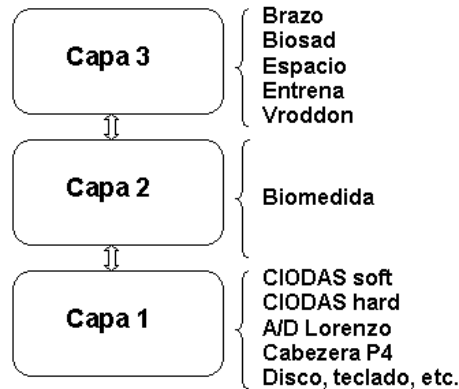 Capa 3
Brazo
Biosad
Espacio
Entrena
Vroddon
Capa 2
Biomedida
Capa 1
CIODAS soft
CIODAS hard
A/D Lorenzo
Cabezera P4
Disco, teclado, etc.